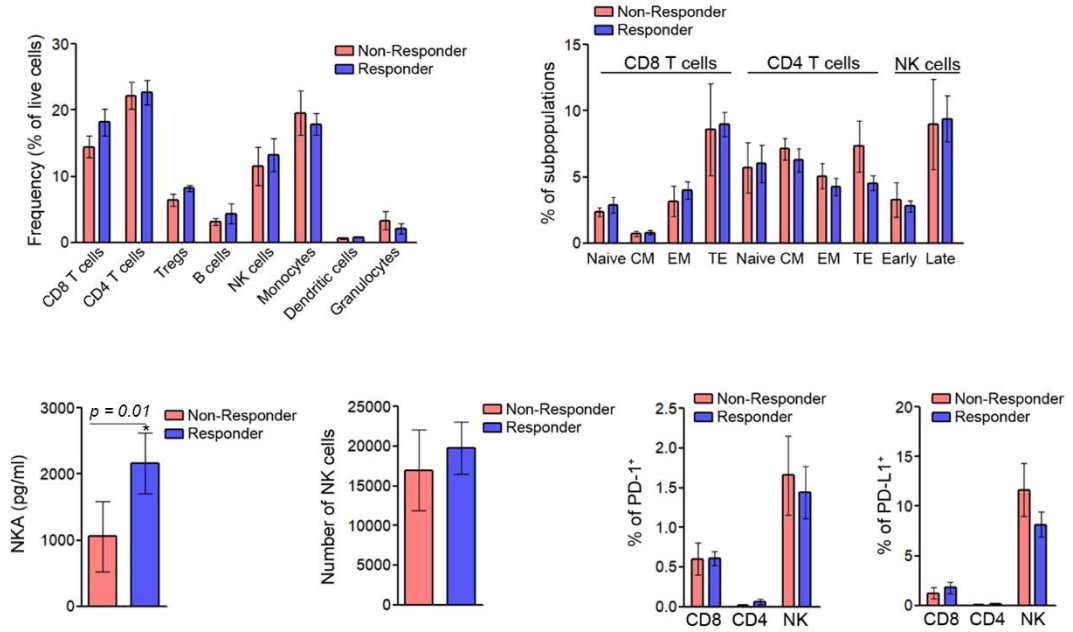 Non-Responder
Responder
Frequency (% of live cells)
30
20
10
0
CD8 T cells
CD4 T cells
Tregs
B cells
NK cells
Monocytes
Dendritic cells
Granulocytes
Non-Responder
Responder
% of subpopulations
15
10
5
0
CD8 T cells CD4 T cells NK cells
Naive CM EM TE Naive CM EM TE Early Late
NKA (pg/ml)
3000
2000
1000
0
p = 0.01
*
Non-Responder
Responder
Number of NK cells
25000
20000
15000
10000
5000
0
Non-Responder
Responder
Non-Responder
Responder
% of PD-1⁺
2.5
2.0
1.5
1.0
0.5
0.0
CD8 CD4 NK
Non-Responder
Responder
% of PD-L1⁺
20
15
10
5
0
CD8 CD4 NK